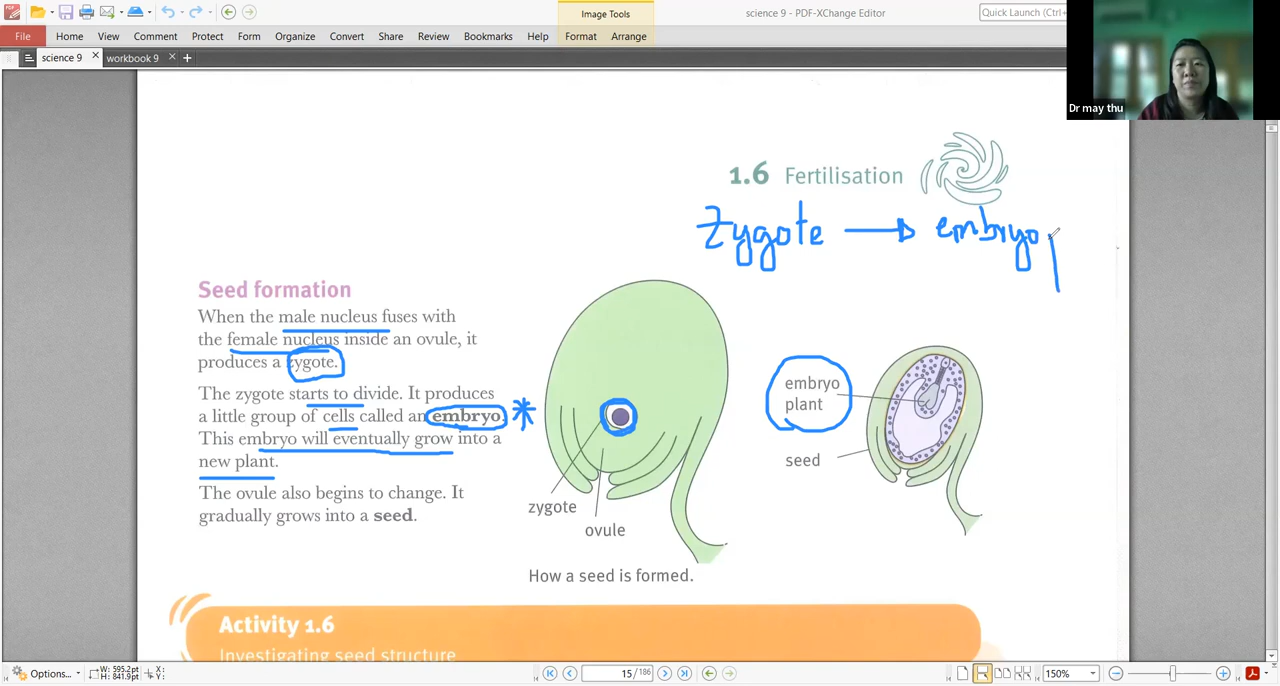 Image Tools
science 9 - PDF-XChange Editor
Quick Launch (Ctrl+
File Home View Comment Protect Form Organize Convert Share Review Bookmarks Help Format Arrange
science 9 workbook 9
Dr may thu
1.6 Fertilisation
Zygote → embryo
Seed formation
When the male nucleus fuses with
the female nucleus inside an ovule, it
produces a zygote.
The zygote starts to divide. It produces
a little group of cells called an embryo.
This embryo will eventually grow into a
new plant.
The ovule also begins to change. It
gradually grows into a seed.
zygote
ovule
embryo
plant
seed
How a seed is formed.
Activity 1.6
Investigating seed structure
Options... W: 595.2pt H: 841.9pt X: Y: 15 / 186 150%